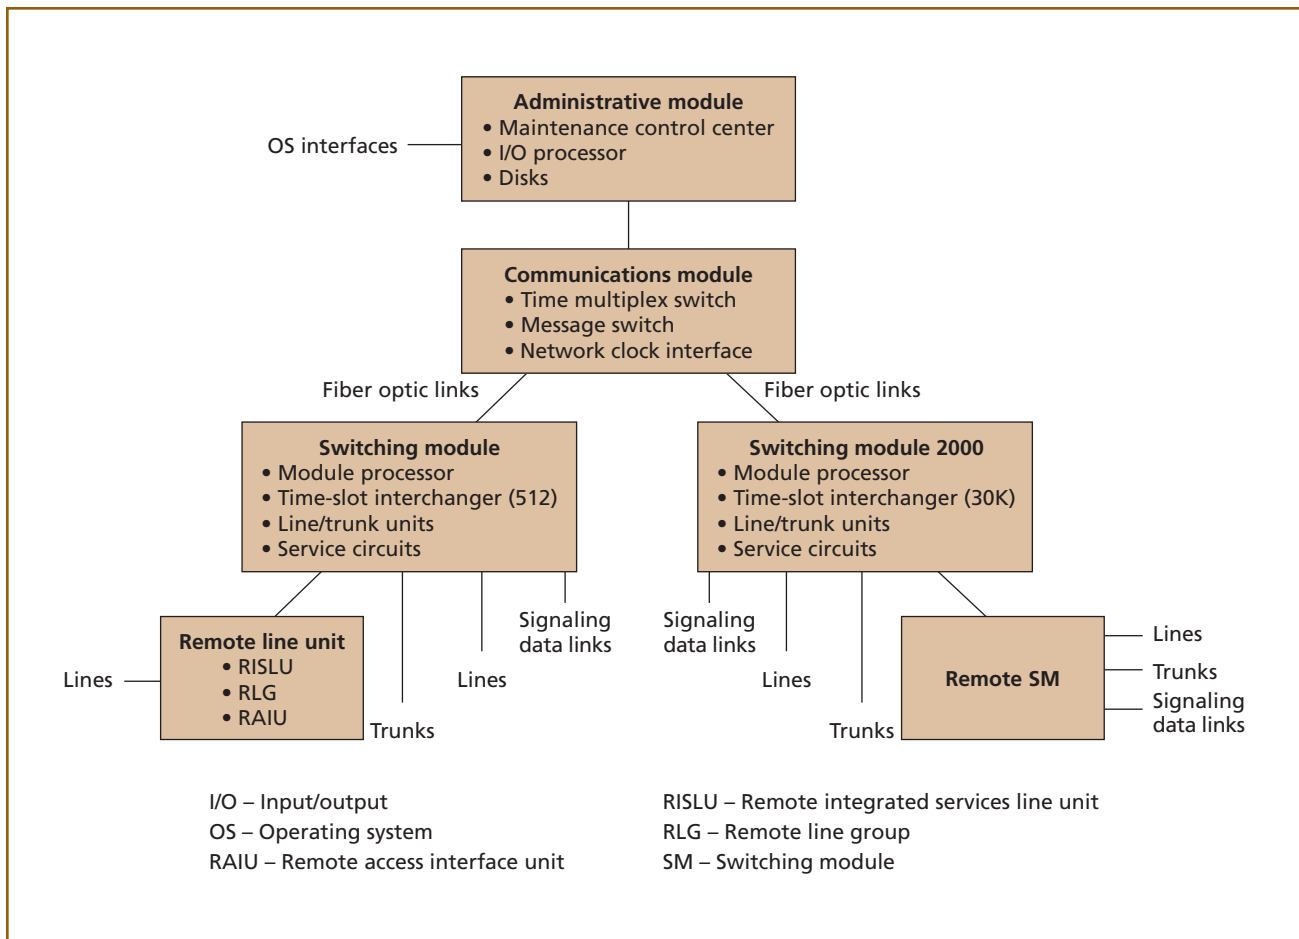 Administrative module
• Maintenance control center
• I/O processor
• Disks
OS interfaces
Communications module
• Time multiplex switch
• Message switch
• Network clock interface
Fiber optic links
Fiber optic links
Switching module
• Module processor
• Time-slot interchanger (512)
• Line/trunk units
• Service circuits
Switching module 2000
• Module processor
• Time-slot interchanger (30K)
• Line/trunk units
• Service circuits
Lines
Remote line unit
• RISLU
• RLG
• RAIU
Trunks
Lines
Signaling
data links
Signaling
data links
Lines
Trunks
Remote SM
Lines
Trunks
Signaling
data links
I/O – Input/output
OS – Operating system
RAIU – Remote access interface unit
RISLU – Remote integrated services line unit
RLG – Remote line group
SM – Switching module